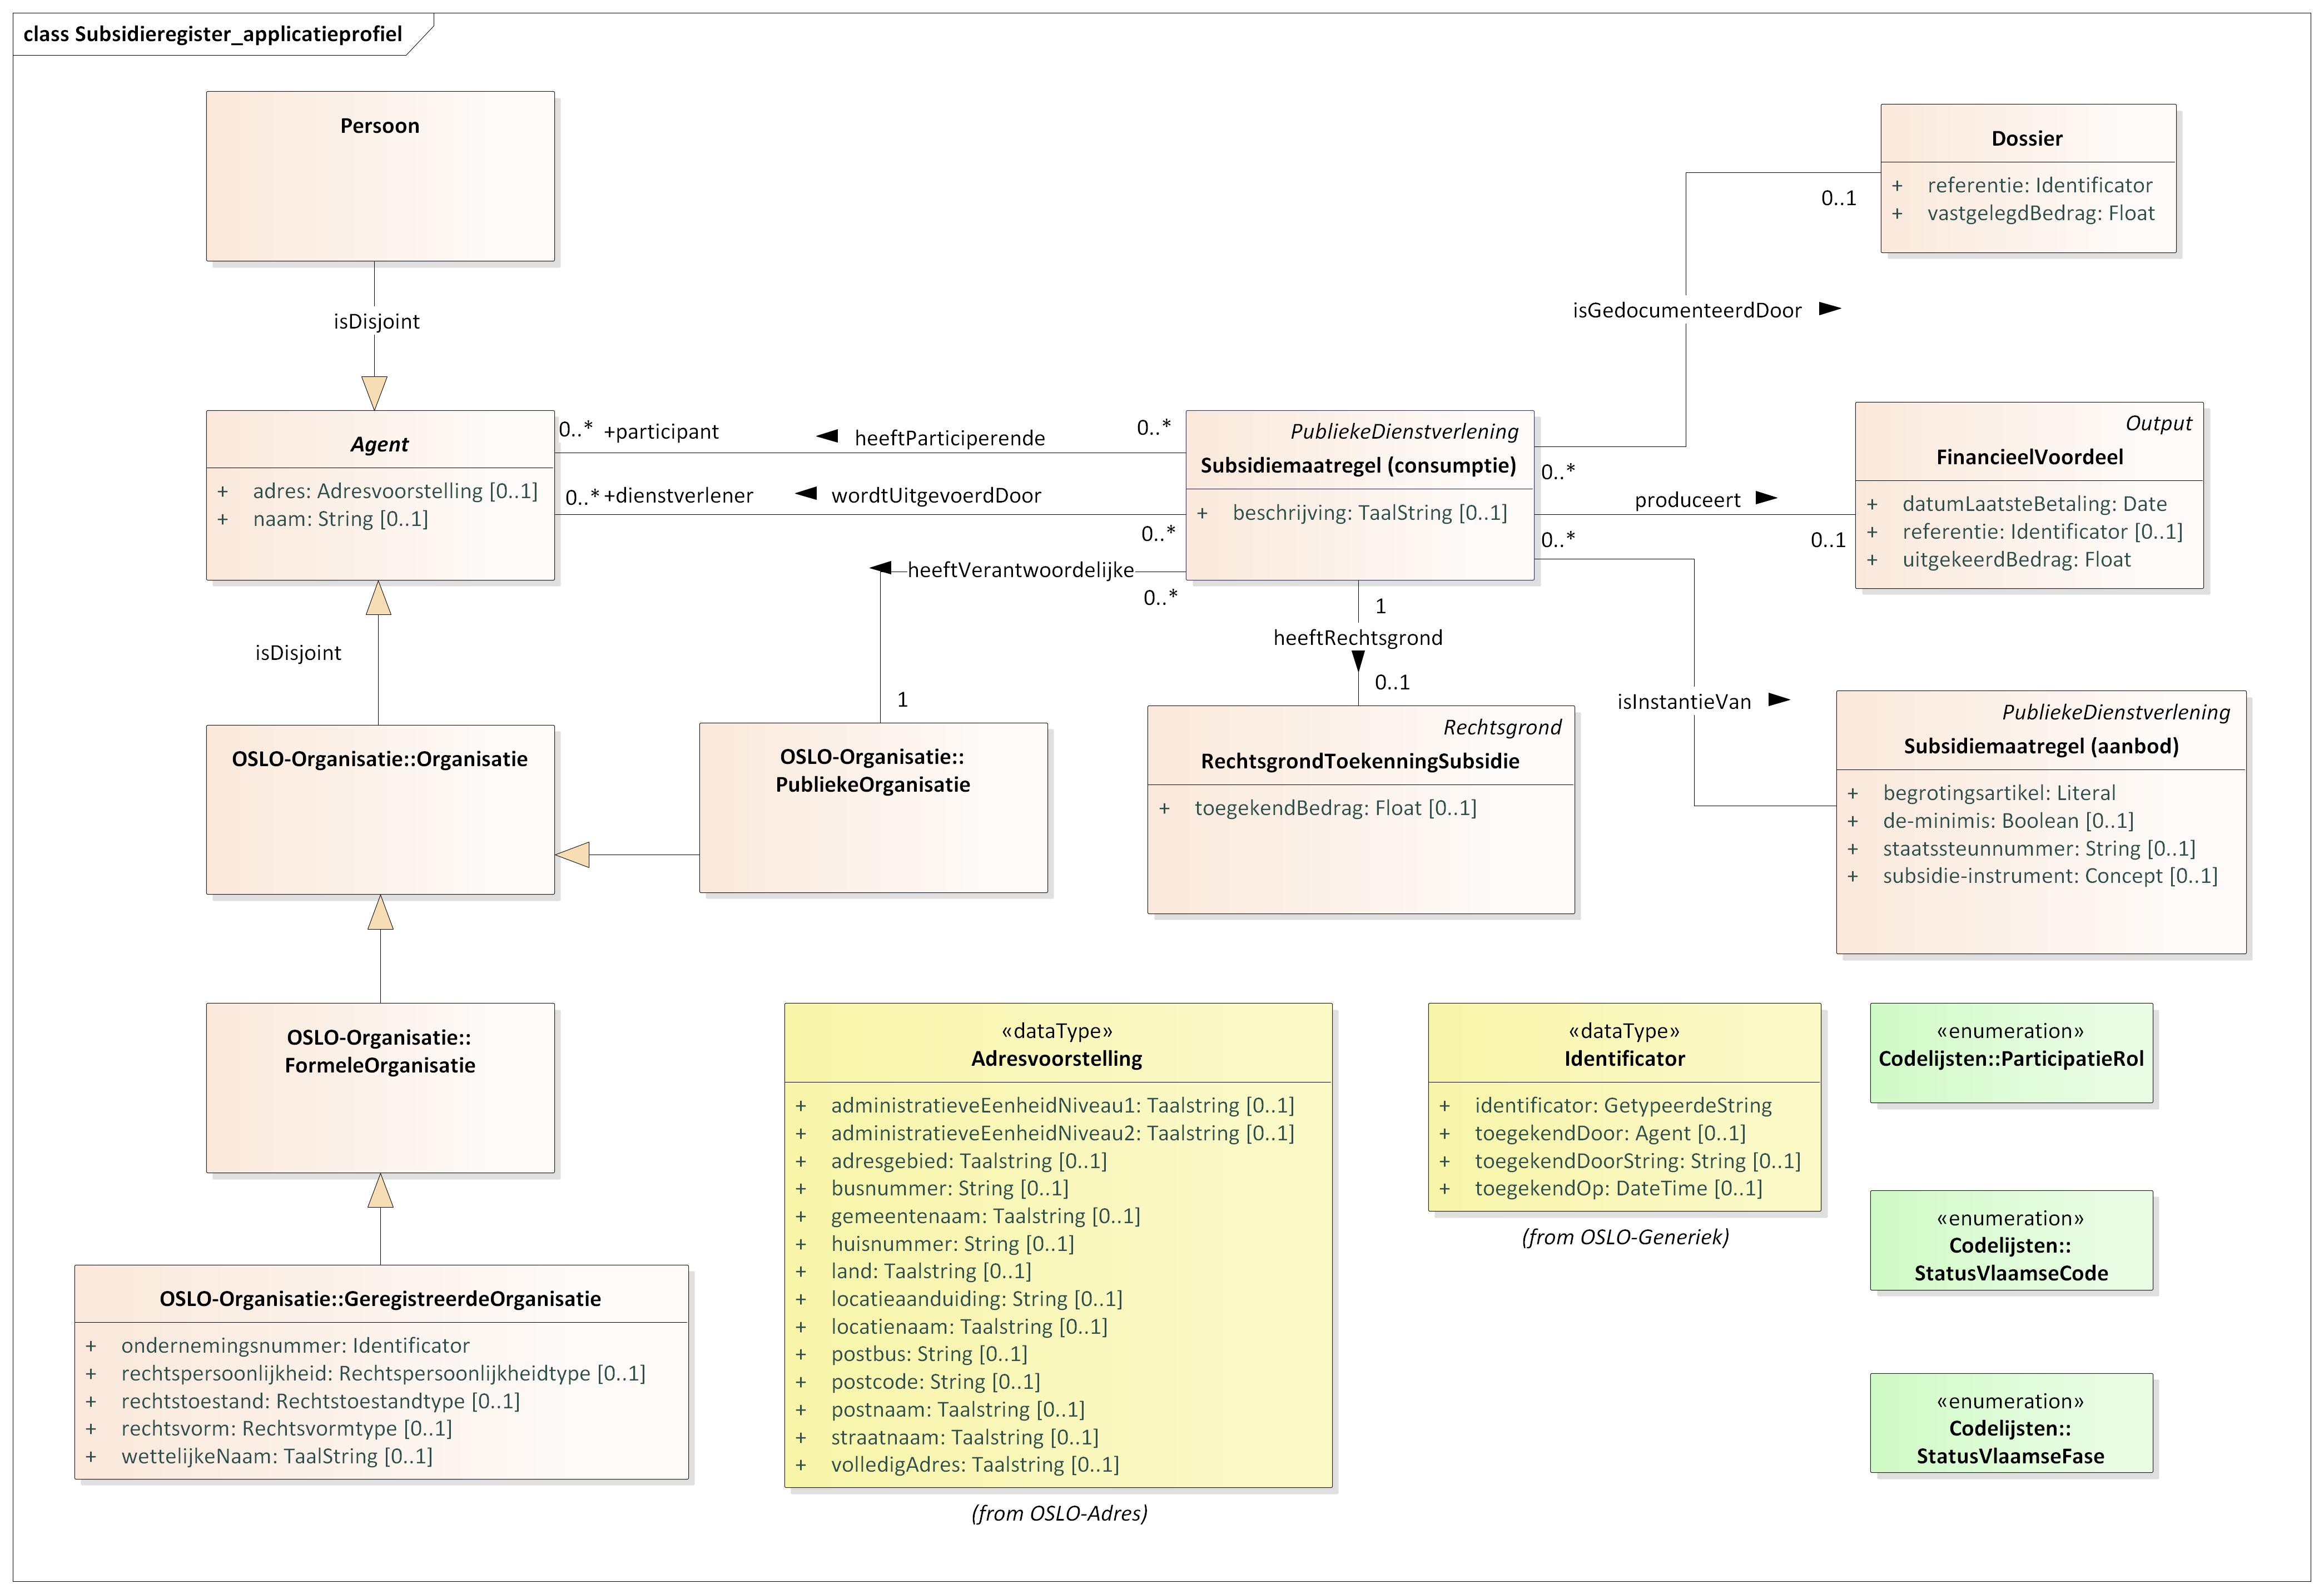 class Subsidieregister_applicatieprofiel
Persoon
Dossier
+ referentie: Identificator
+ vastgelegdBedrag: Float
0..1
isGedocumenteerdDoor
isDisjoint
Agent
+ adres: Adresvoorstelling [0..1]
+ naam: String [0..1]
0..* +participant
heeftParticiperende
0..*
0..* +dienstverlener
wordtUitgevoerdDoor
0..*
PubliekeDienstverlening
Subsidiemaatregel (consumptie)
+ beschrijving: TaalString [0..1]
0..*
produceert
0..*
0..1
Output
FinancieelVoordeel
+ datumLaatsteBetaling: Date
+ referentie: Identificator [0..1]
+ uitgekeerdBedrag: Float
heeftVerantwoordelijke
0..*
1
1
heeftRechtsgrond
0..1
isDisjoint
isInstantieVan
OSLO-Organisatie::Organisatie
OSLO-Organisatie::
PubliekeOrganisatie
Rechtsgrond
RechtsgrondToekenningSubsidie
+ toegekendBedrag: Float [0..1]
PubliekeDienstverlening
Subsidiemaatregel (aanbod)
+ begrotingsartikel: Literal
+ de-minimis: Boolean [0..1]
+ staatssteunnummer: String [0..1]
+ subsidie-instrument: Concept [0..1]
OSLO-Organisatie::
FormeleOrganisatie
OSLO-Organisatie::GeregistreerdeOrganisatie
+ ondernemingsnummer: Identificator
+ rechtspersoonlijkheid: Rechtspersoonlijkheidtype [0..1]
+ rechtstoestand: Rechtstoestandtype [0..1]
+ rechtsvorm: Rechtsvormtype [0..1]
+ wettelijkeNaam: TaalString [0..1]
«dataType»
Adresvoorstelling
+ administratieveEenheidNiveau1: Taalstring [0..1]
+ administratieveEenheidNiveau2: Taalstring [0..1]
+ adresgebied: Taalstring [0..1]
+ busnummer: String [0..1]
+ gemeentenaam: Taalstring [0..1]
+ huisnummer: String [0..1]
+ land: Taalstring [0..1]
+ locatieaanduiding: String [0..1]
+ locatienaam: Taalstring [0..1]
+ postbus: String [0..1]
+ postcode: String [0..1]
+ postnaam: Taalstring [0..1]
+ straatnaam: Taalstring [0..1]
+ volledigAdres: Taalstring [0..1]
(from OSLO-Adres)
«dataType»
Identificator
+ identificator: GetypeerdeString
+ toegekendDoor: Agent [0..1]
+ toegekendDoorString: String [0..1]
+ toegekendOp: DateTime [0..1]
(from OSLO-Generiek)
«enumeration»
Codelijsten::ParticipatieRol
«enumeration»
Codelijsten::
StatusVlaamseCode
«enumeration»
Codelijsten::
StatusVlaamseFase